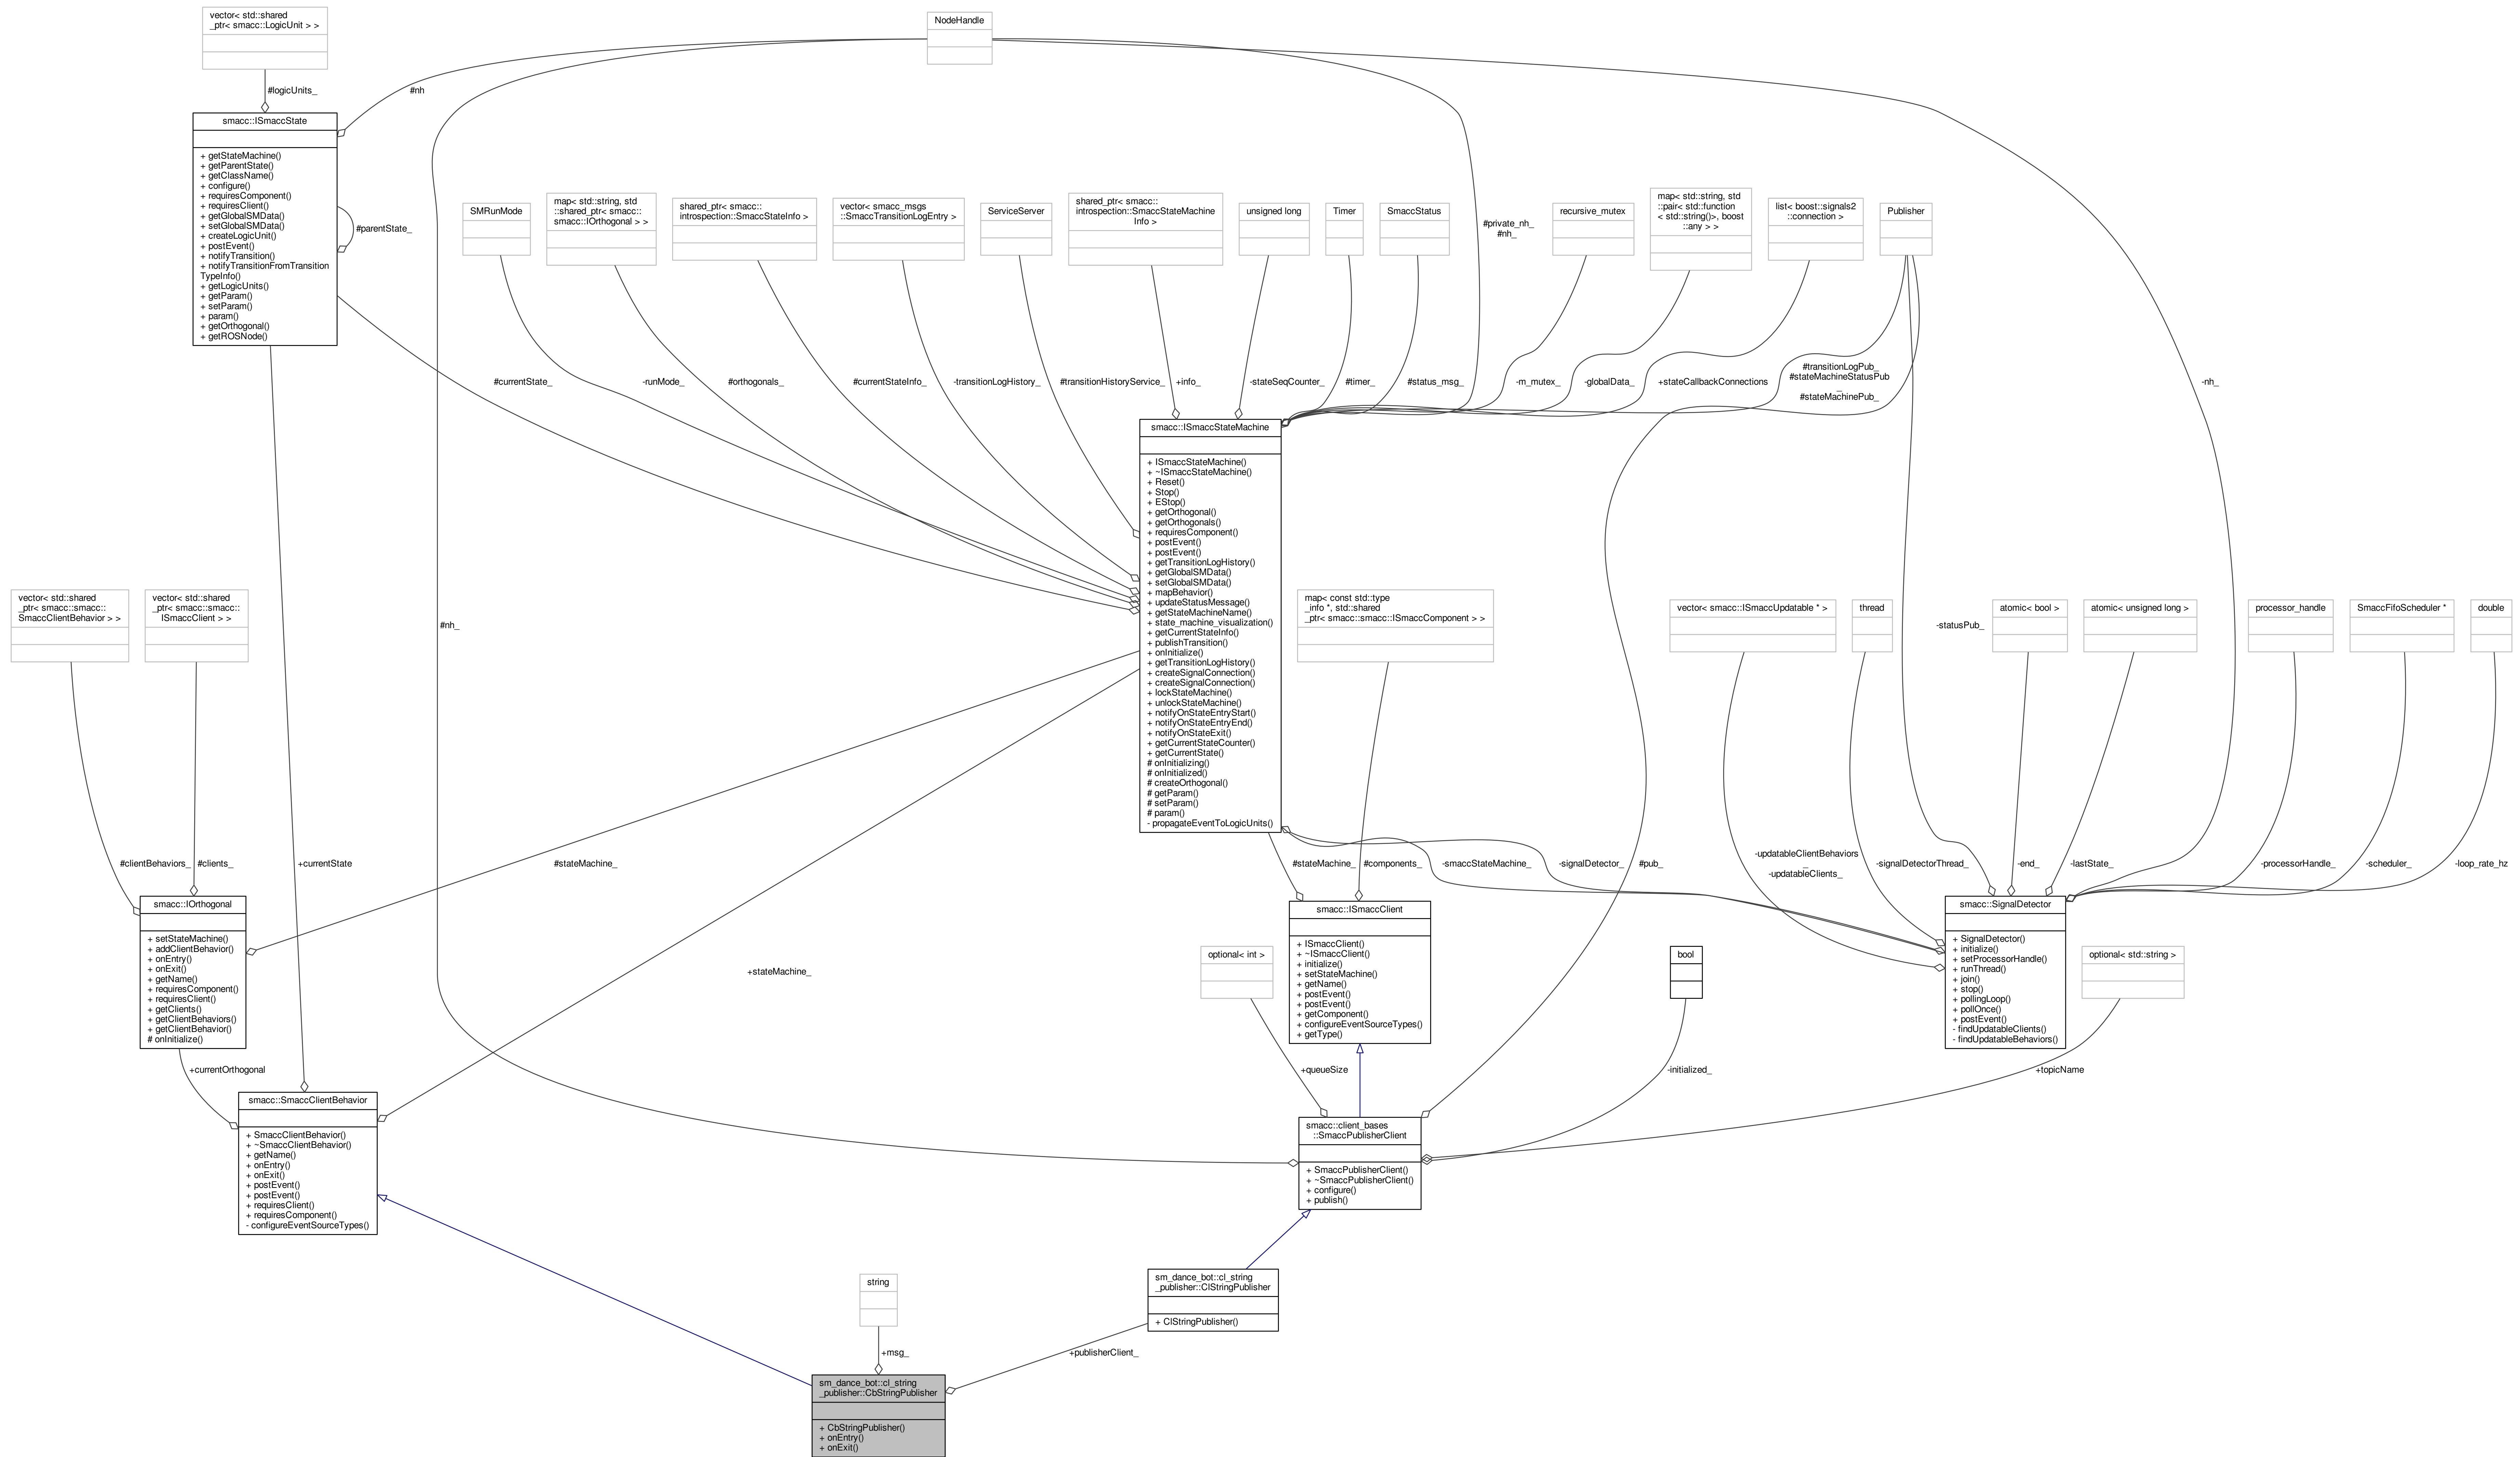 vector< std::shared
_ptr< smacc::LogicUnit > >
NodeHandle
#logicUnits_
#nh
smacc::ISmaccState
+ getStateMachine()
+ getParentState()
+ getClassName()
+ configure()
+ requiresComponent()
+ requiresClient()
+ getGlobalSMData()
+ setGlobalSMData()
+ createLogicUnit()
+ postEvent()
+ notifyTransition()
+ notifyTransitionFromTransition
TypeInfo()
+ getLogicUnits()
+ getParam()
+ setParam()
+ param()
+ getOrthogonal()
+ getROSNode()
#parentState_
SMRunMode
map< std::string, std
::shared_ptr< smacc::
smacc::IOrthogonal > >
shared_ptr< smacc::
introspection::SmaccStateInfo >
vector< smacc_msgs
::SmaccTransitionLogEntry >
ServiceServer
shared_ptr< smacc::
introspection::SmaccStateMachine
Info >
unsigned long
Timer
SmaccStatus
#private_nh_
#nh_
recursive_mutex
map< std::string, std
::pair< std::function
< std::string()>, boost
::any > >
list< boost::signals2
::connection >
Publisher
#currentState_
-runMode_
#orthogonals_
#currentStateInfo_
-transitionLogHistory_
#transitionHistoryService_
+info_
-stateSeqCounter_
#timer_
#status_msg_
-m_mutex_
-globalData_
+stateCallbackConnections
#transitionLogPub_
#stateMachineStatusPub
_
#stateMachinePub_
-nh_
smacc::ISmaccStateMachine
+ ISmaccStateMachine()
+ ~ISmaccStateMachine()
+ Reset()
+ Stop()
+ EStop()
+ getOrthogonal()
+ getOrthogonals()
+ requiresComponent()
+ postEvent()
+ postEvent()
+ getTransitionLogHistory()
+ getGlobalSMData()
+ setGlobalSMData()
+ mapBehavior()
+ updateStatusMessage()
+ getStateMachineName()
+ state_machine_visualization()
+ getCurrentStateInfo()
+ publishTransition()
+ onInitialize()
+ getTransitionLogHistory()
+ createSignalConnection()
+ createSignalConnection()
+ lockStateMachine()
+ unlockStateMachine()
+ notifyOnStateEntryStart()
+ notifyOnStateEntryEnd()
+ notifyOnStateExit()
+ getCurrentStateCounter()
+ getCurrentState()
# onInitializing()
# onInitialized()
# createOrthogonal()
# getParam()
# setParam()
# param()
- propagateEventToLogicUnits()
vector< std::shared
_ptr< smacc::smacc::
SmaccClientBehavior > >
vector< std::shared
_ptr< smacc::smacc::
ISmaccClient > >
#nh_
map< const std::type
_info *, std::shared
_ptr< smacc::smacc::ISmaccComponent > >
vector< smacc::ISmaccUpdatable * >
thread
-statusPub_
atomic< bool >
atomic< unsigned long >
processor_handle
SmaccFifoScheduler *
double
#clientBehaviors_
#clients_
+currentState
#stateMachine_
#stateMachine_
#components_
-smaccStateMachine_
-signalDetector_
#pub_
-updatableClientBehaviors
_
-updatableClients_
-signalDetectorThread_
-end_
-lastState_
-processorHandle_
-scheduler_
-loop_rate_hz
smacc::IOrthogonal
+ setStateMachine()
+ addClientBehavior()
+ onEntry()
+ onExit()
+ getName()
+ requiresComponent()
+ requiresClient()
+ getClients()
+ getClientBehaviors()
+ getClientBehavior()
# onInitialize()
+stateMachine_
optional< int >
smacc::ISmaccClient
+ ISmaccClient()
+ ~ISmaccClient()
+ initialize()
+ setStateMachine()
+ getName()
+ postEvent()
+ postEvent()
+ getComponent()
+ configureEventSourceTypes()
+ getType()
bool
smacc::SignalDetector
+ SignalDetector()
+ initialize()
+ setProcessorHandle()
+ runThread()
+ join()
+ stop()
+ pollingLoop()
+ pollOnce()
+ postEvent()
- findUpdatableClients()
- findUpdatableBehaviors()
optional< std::string >
+currentOrthogonal
+queueSize
-initialized_
+topicName
smacc::SmaccClientBehavior
+ SmaccClientBehavior()
+ ~SmaccClientBehavior()
+ getName()
+ onEntry()
+ onExit()
+ postEvent()
+ postEvent()
+ requiresClient()
+ requiresComponent()
- configureEventSourceTypes()
smacc::client_bases
::SmaccPublisherClient
+ SmaccPublisherClient()
+ ~SmaccPublisherClient()
+ configure()
+ publish()
string
sm_dance_bot::cl_string
_publisher::ClStringPublisher
+ ClStringPublisher()
+msg_
+publisherClient_
sm_dance_bot::cl_string
_publisher::CbStringPublisher
+ CbStringPublisher()
+ onEntry()
+ onExit()